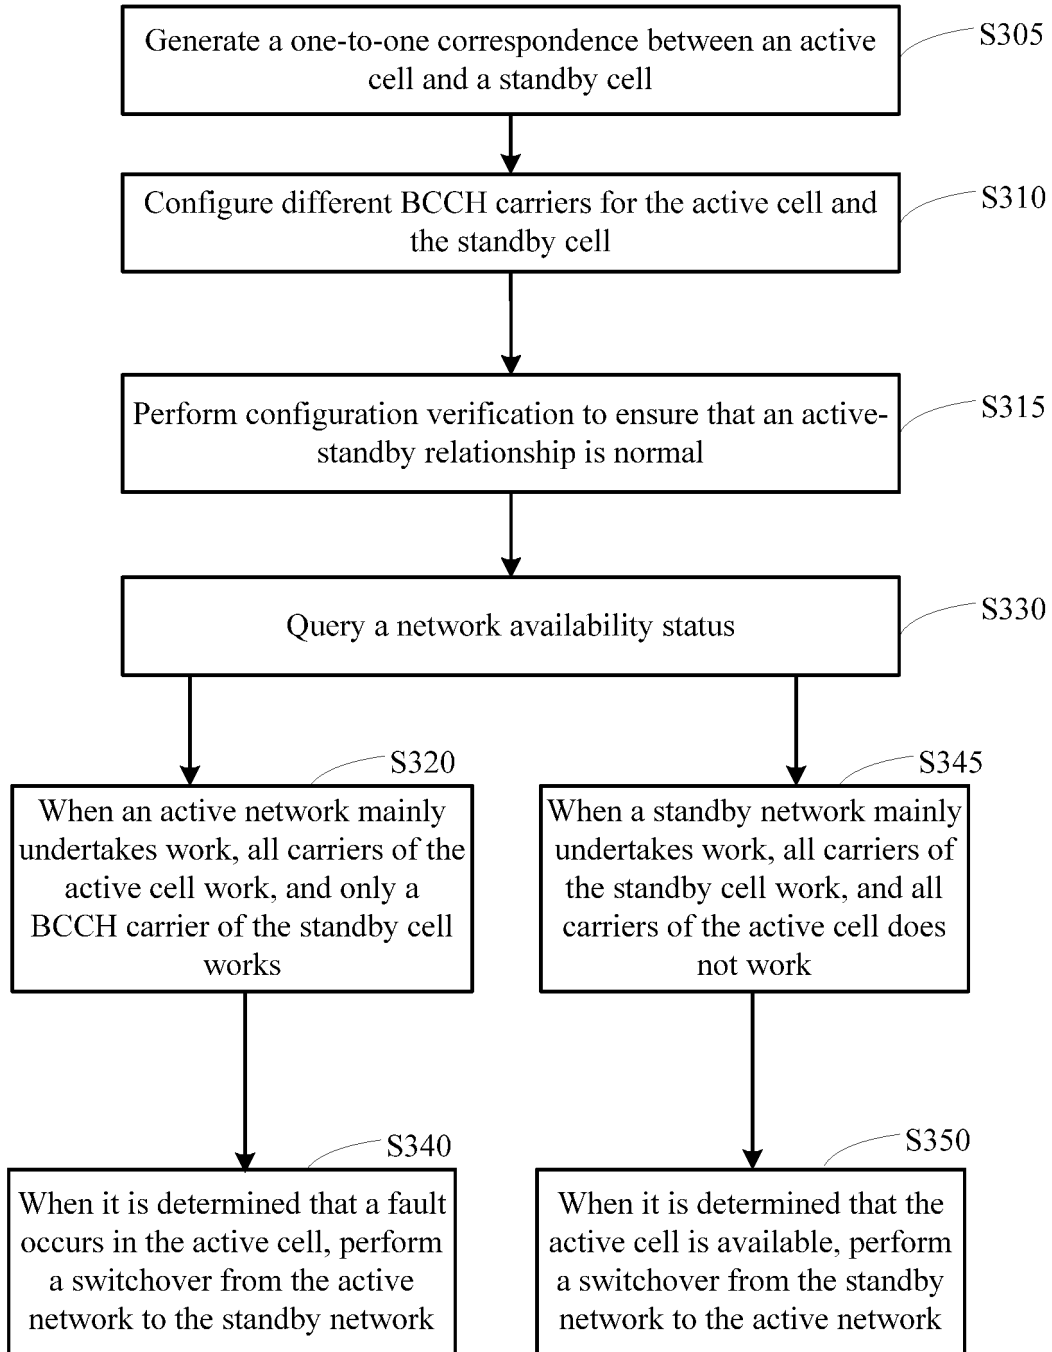 Generate a one-to-one correspondence between an active
cell and a standby cell
S305
Configure different BCCH carriers for the active cell and
the standby cell
S310
Perform configuration verification to ensure that an active-
standby relationship is normal
S315
Query a network availability status
S330
S320
When an active network mainly
undertakes work, all carriers of the
active cell work, and only a
BCCH carrier of the standby cell
works
S345
When a standby network mainly
undertakes work, all carriers of
the standby cell work, and all
carriers of the active cell does
not work
S340
When it is determined that a fault
occurs in the active cell, perform
a switchover from the active
network to the standby network
S350
When it is determined that the
active cell is available, perform
a switchover from the standby
network to the active network